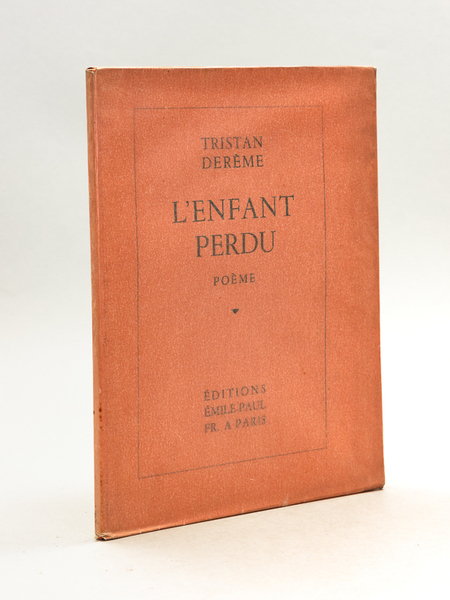 TRISTAN
DERÊME
L'ENFANT
PERDU
POÈME
ÉDITIONS
ÉMILE-PAUL
FR. A PARIS